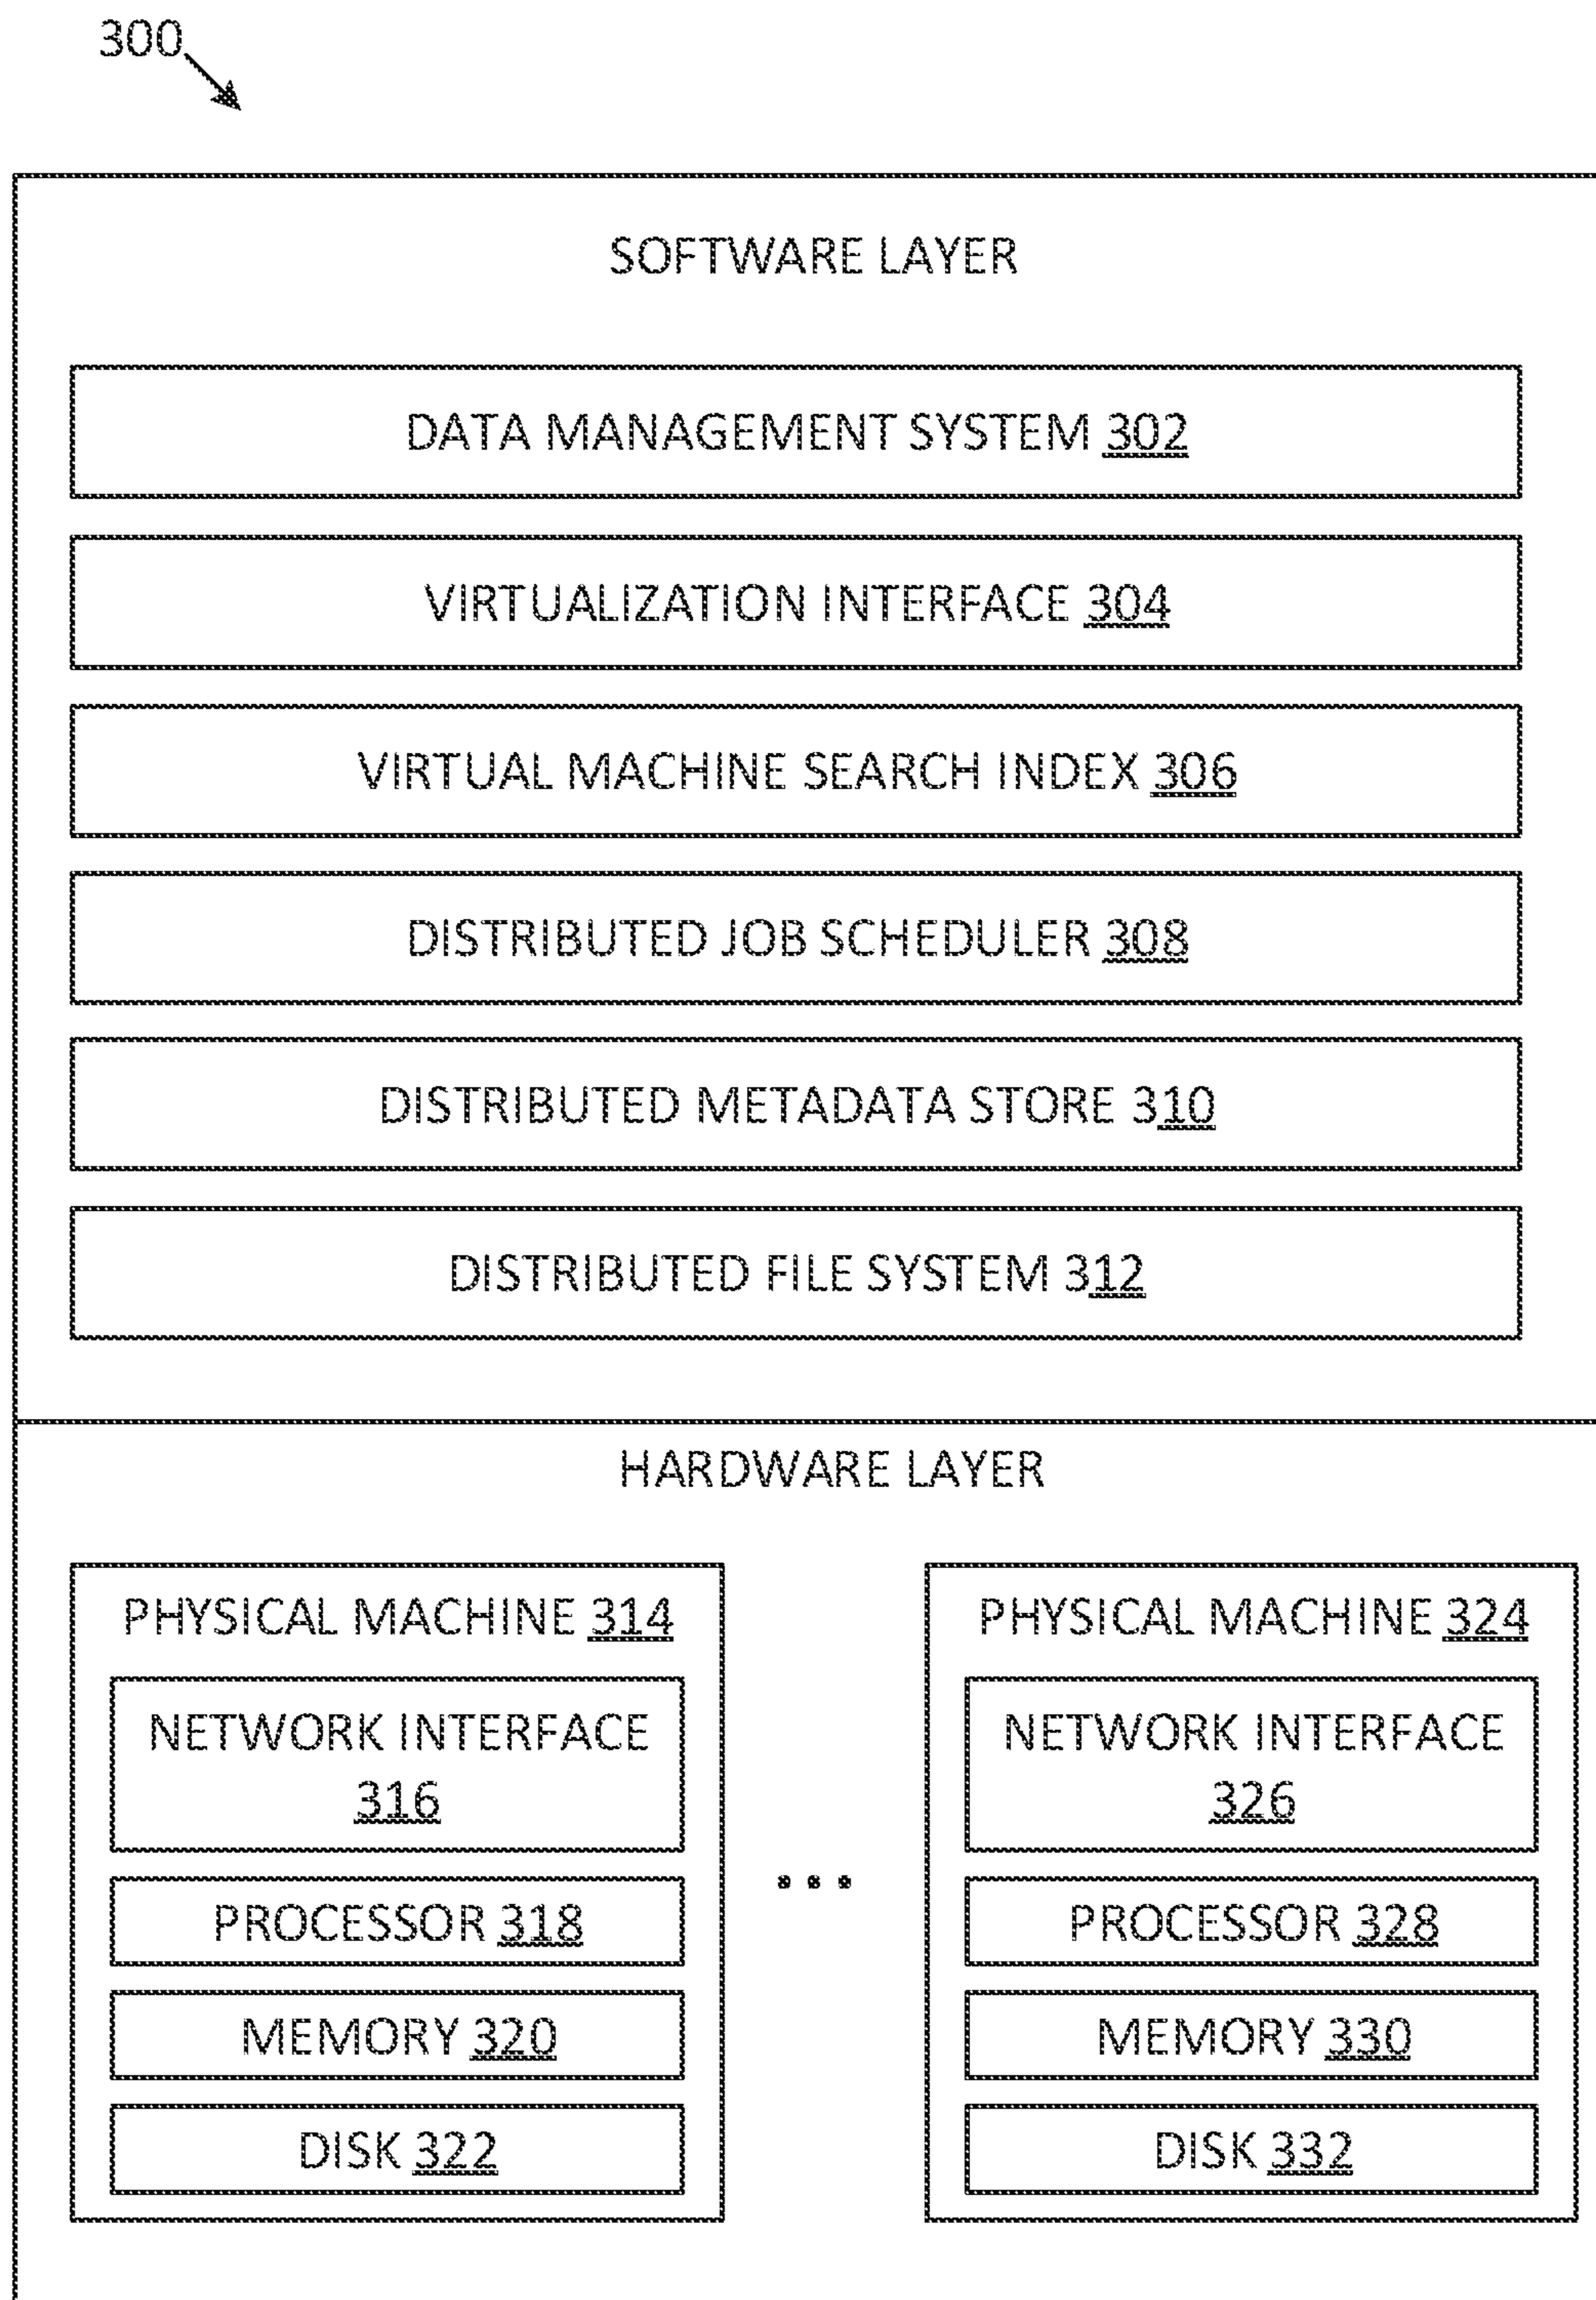 300
SOFTWARE LAYER
DATA MANAGEMENT SYSTEM 302
VIRTUALIZATION INTERFACE 304
VIRTUAL MACHINE SEARCH INDEX 306
DISTRIBUTED JOB SCHEDULER 308
DISTRIBUTED METADATA STORE 310
DISTRIBUTED FILE SYSTEM 312
HARDWARE LAYER
PHYSICAL MACHINE 314
NETWORK INTERFACE
316
PROCESSOR 318
MEMORY 320
DISK 322
...
PHYSICAL MACHINE 324
NETWORK INTERFACE
326
PROCESSOR 328
MEMORY 330
DISK 332